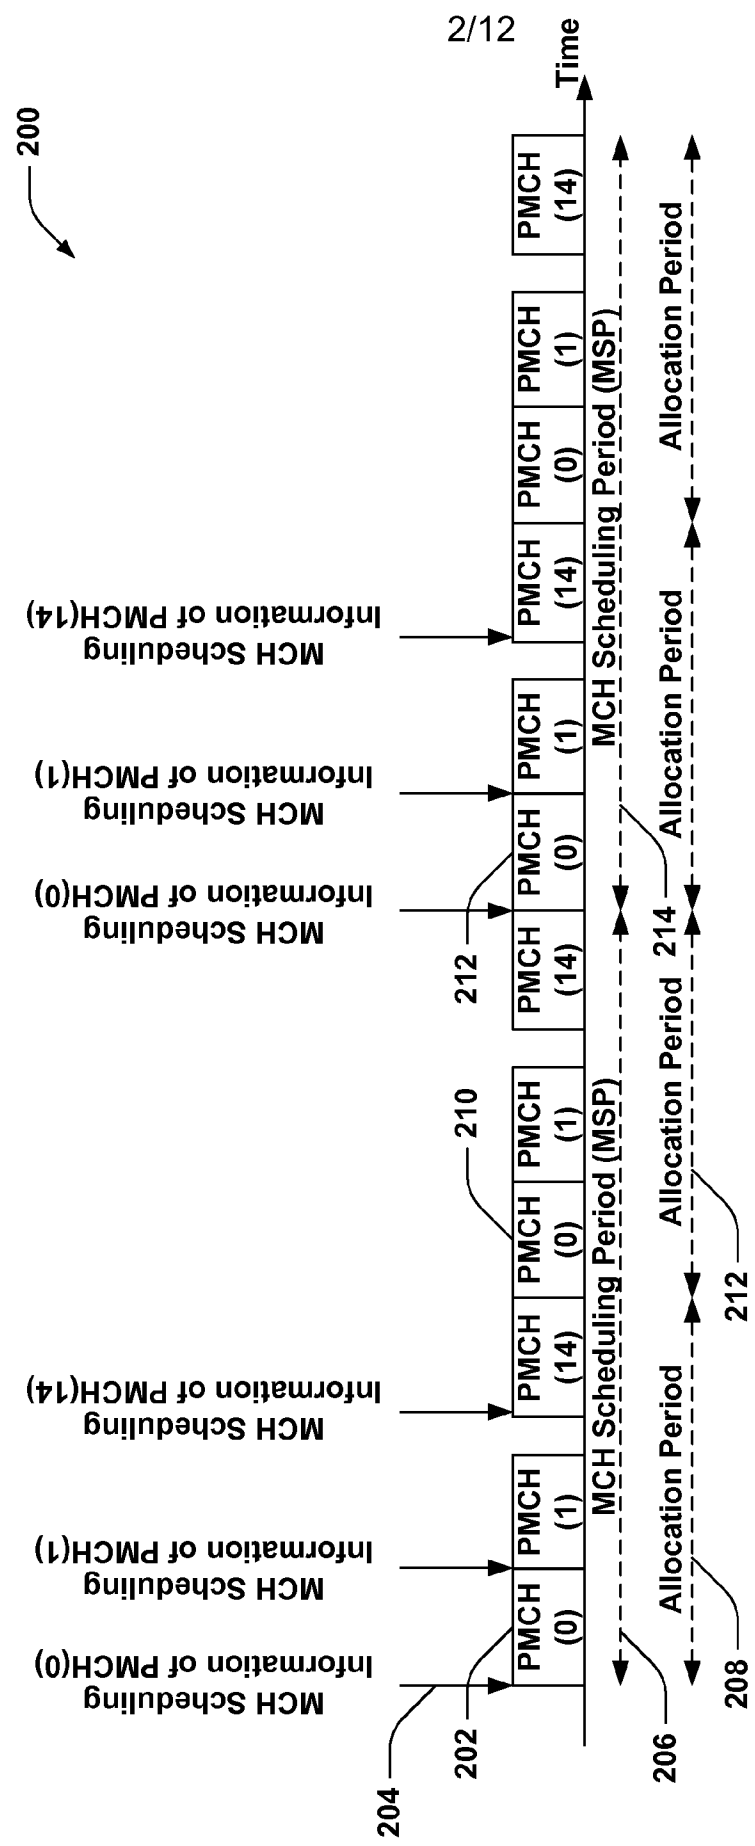 2/12
200
MCH Scheduling
Information of PMCH(0)
MCH Scheduling
Information of PMCH(1)
MCH Scheduling
Information of PMCH(14)
MCH Scheduling
Information of PMCH(0)
MCH Scheduling
Information of PMCH(1)
MCH Scheduling
Information of PMCH(14)
204
202
210
212
PMCH
(0)
PMCH
(1)
PMCH
(14)
PMCH
(0)
PMCH
(1)
PMCH
(14)
PMCH
(0)
PMCH
(1)
PMCH
(14)
PMCH
(0)
PMCH
(1)
PMCH
(14)
Time
MCH Scheduling Period (MSP)
MCH Scheduling Period (MSP)
206
214
Allocation Period
Allocation Period
Allocation Period
Allocation Period
208
212